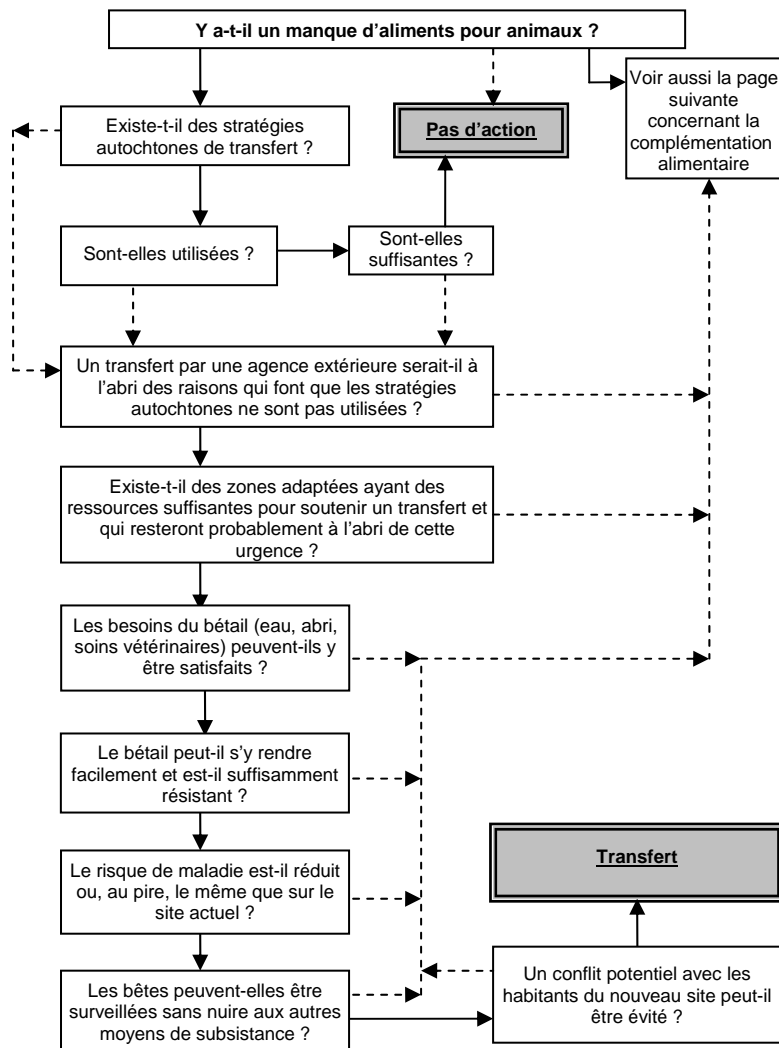 Y a-t-il un manque d’aliments pour animaux ?
Voir aussi la page
suivante
concernant la
complémentation
alimentaire
Existe-t-il des stratégies
autochtones de transfert ?
Pas d’action
Sont-elles utilisées ?
Sont-elles
suffisantes ?
Un transfert par une agence extérieure serait-il à
l’abri des raisons qui font que les stratégies
autochtones ne sont pas utilisées ?
Existe-t-il des zones adaptées ayant des
ressources suffisantes pour soutenir un transfert et
qui resteront probablement à l’abri de cette
urgence ?
Les besoins du bétail (eau, abri,
soins vétérinaires) peuvent-ils y
être satisfaits ?
Le bétail peut-il s’y rendre
facilement et est-il suffisamment
résistant ?
Le risque de maladie est-il réduit
ou, au pire, le même que sur le
site actuel ?
Transfert
Les bêtes peuvent-elles être
surveillées sans nuire aux autres
moyens de subsistance ?
Un conflit potentiel avec les
habitants du nouveau site peut-il
être évité ?